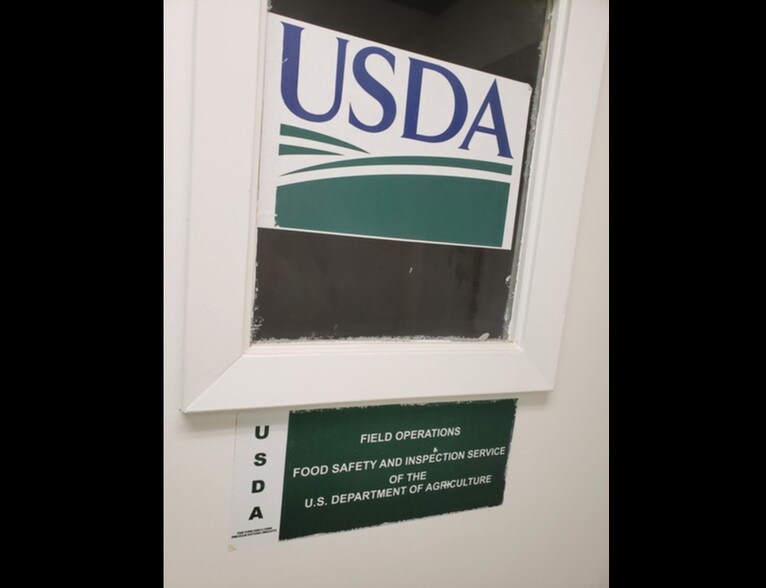 USDA
U
S
D
A
FIELD OPERATIONS
FOOD SAFETY AND INSPECTION SERVICE
OF THE
U.S. DEPARTMENT OF AGRICULTURE